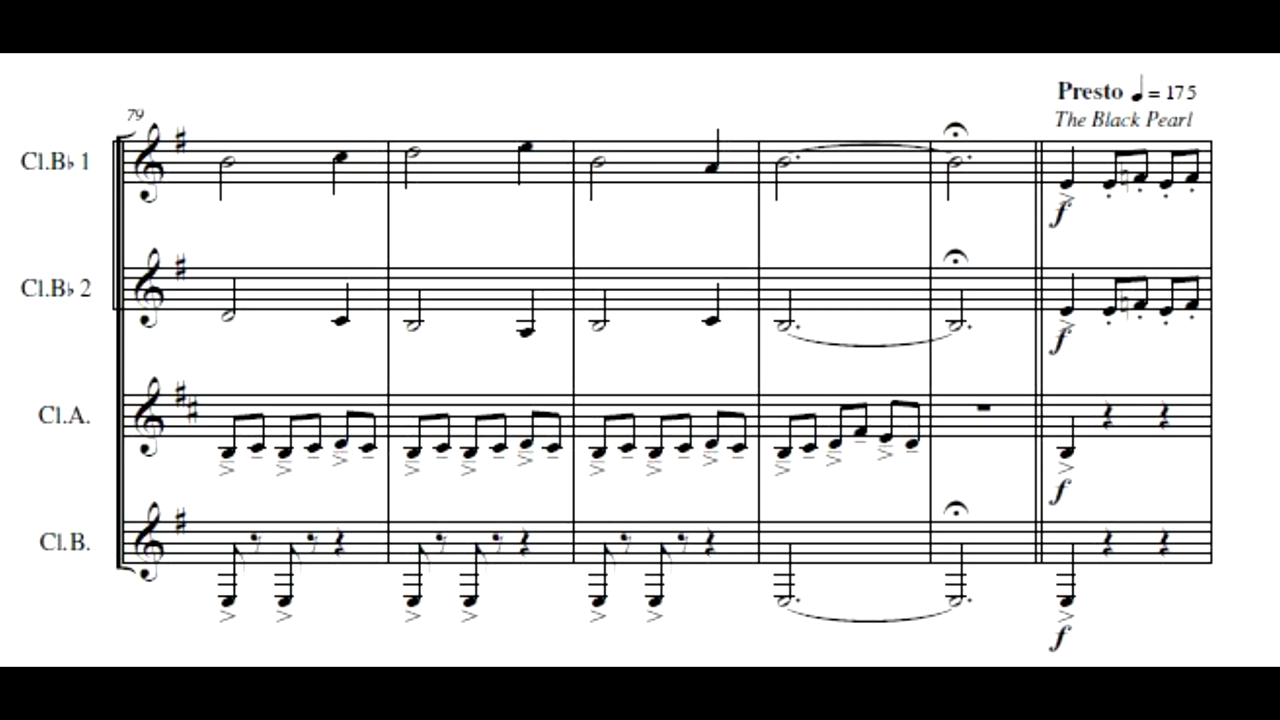 Presto ♩ = 175
The Black Pearl
79
Cl.B♭ 1
f
Cl.B♭ 2
f
Cl.A.
f
Cl.B.
f